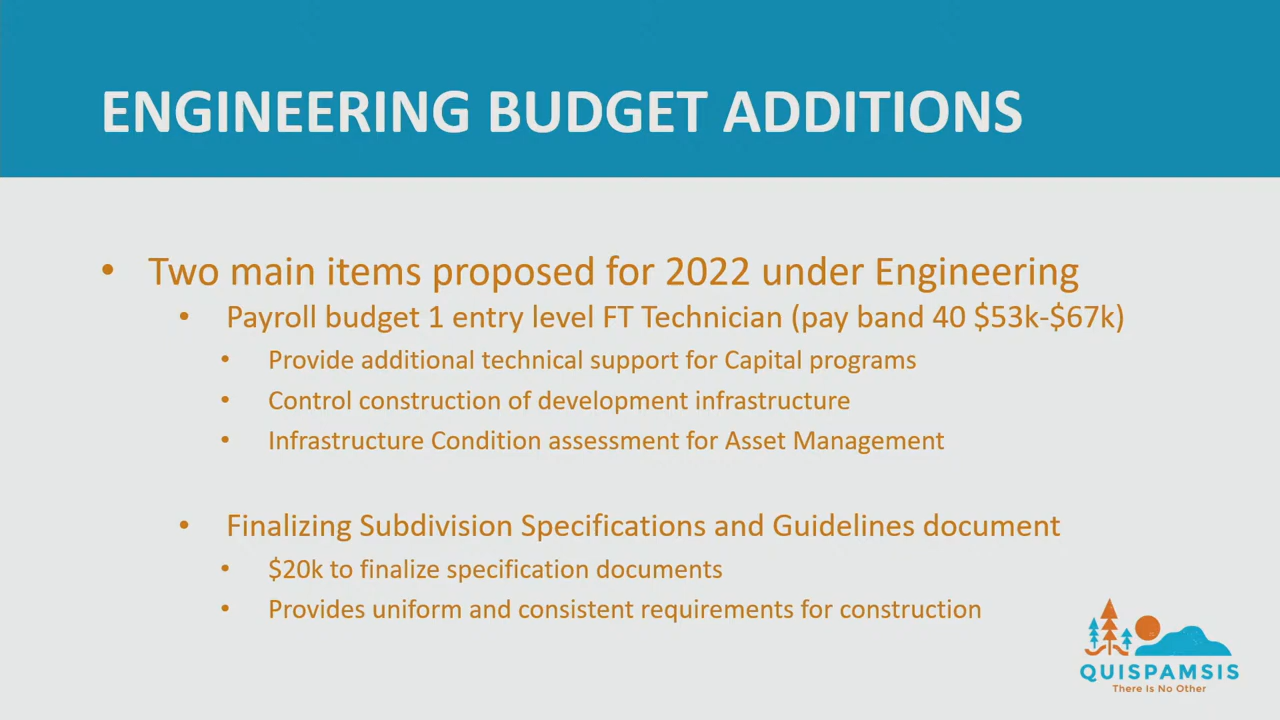 ENGINEERING BUDGET ADDITIONS
• Two main items proposed for 2022 under Engineering
• Payroll budget 1 entry level FT Technician (pay band 40 $53k-$67k)
• Provide additional technical support for Capital programs
• Control construction of development infrastructure
• Infrastructure Condition assessment for Asset Management
• Finalizing Subdivision Specifications and Guidelines document
• $20k to finalize specification documents
• Provides uniform and consistent requirements for construction
QUISPAMSIS
There Is No Other